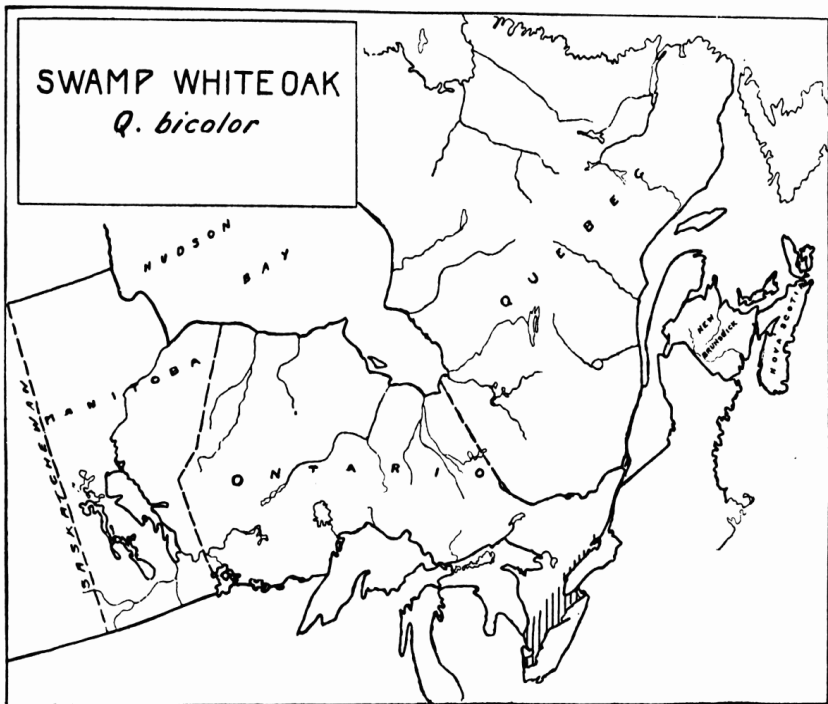 SWAMP WHITE OAK
Q. bicolor
HUDSON
BAY
QUEBEC
NEW
BRUNSWICK
NOVA SCOTIA
MANITOBA
SASKATCHEWAN
ONTARIO